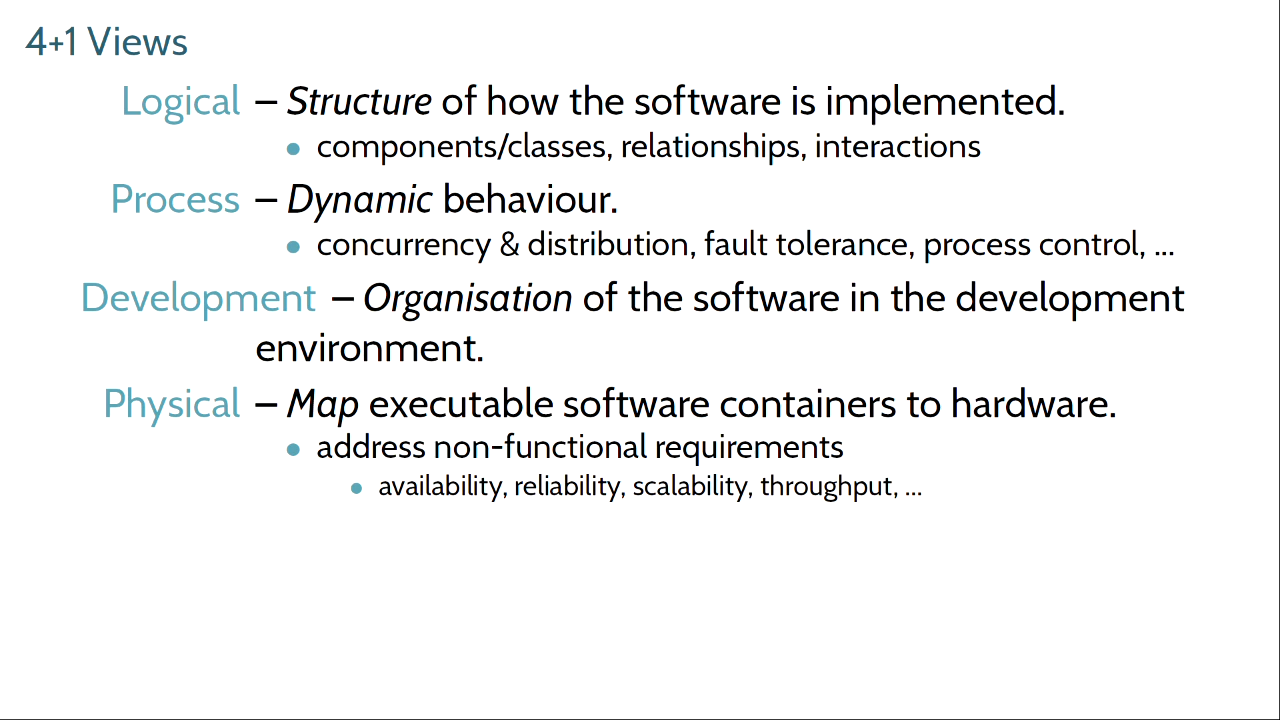 4+1 Views
Logical – Structure of how the software is implemented.
• components/classes, relationships, interactions
Process – Dynamic behaviour.
• concurrency & distribution, fault tolerance, process control, ...
Development – Organisation of the software in the development
environment.
Physical – Map executable software containers to hardware.
• address non-functional requirements
• availability, reliability, scalability, throughput, ...